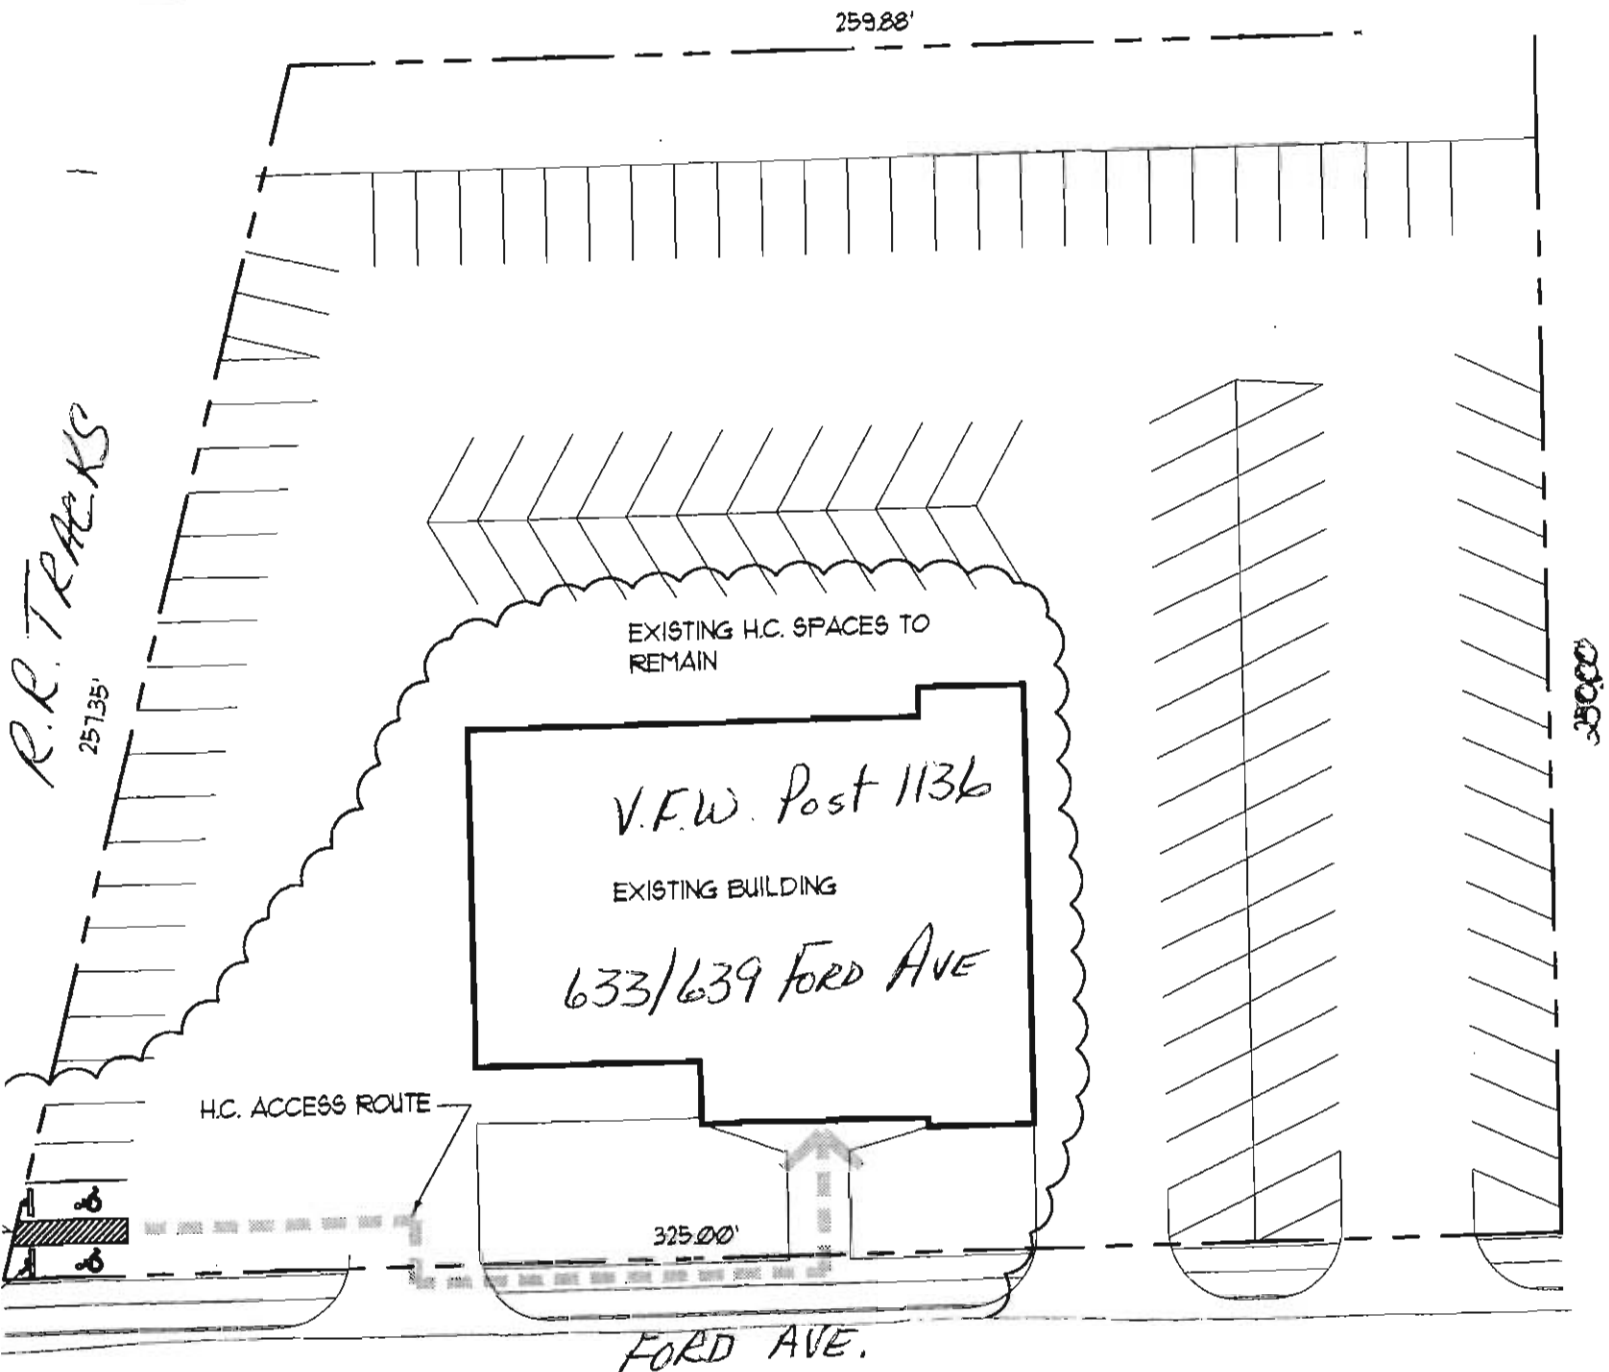 259.88'
R.R. TRACKS
257.35'
EXISTING H.C. SPACES TO
REMAIN
V.F.W. Post 1136
EXISTING BUILDING
633/639 FORD AVE
250.00
H.C. ACCESS ROUTE
325.00'
FORD AVE.